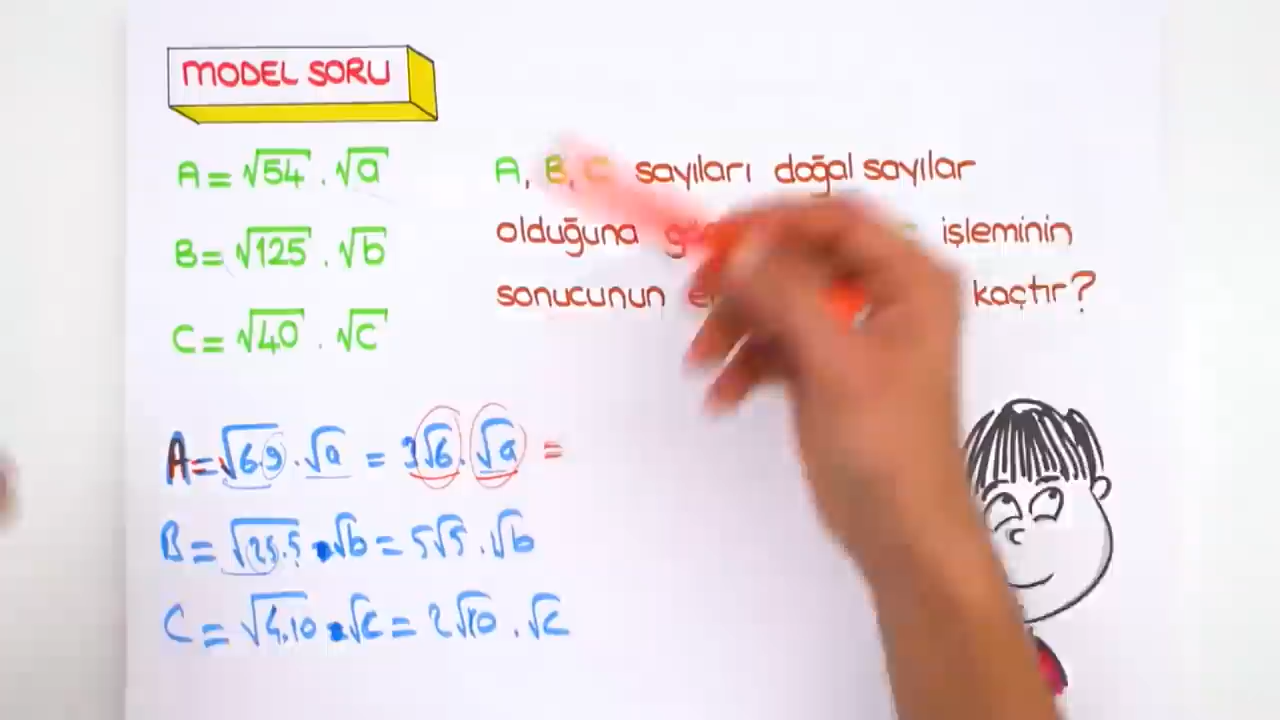 MODEL SORU
A = √54 . √a
B = √125 . √b
C = √40 . √c
A, B, C sayıları doğal sayılar
olduğuna işleminin
sonucunun kaçtır?
A = √6.9 . √a = 3√6 . √a =
B = √25.5 . √b = 5√5 . √b
C = √4.10 . √c = 2√10 . √c